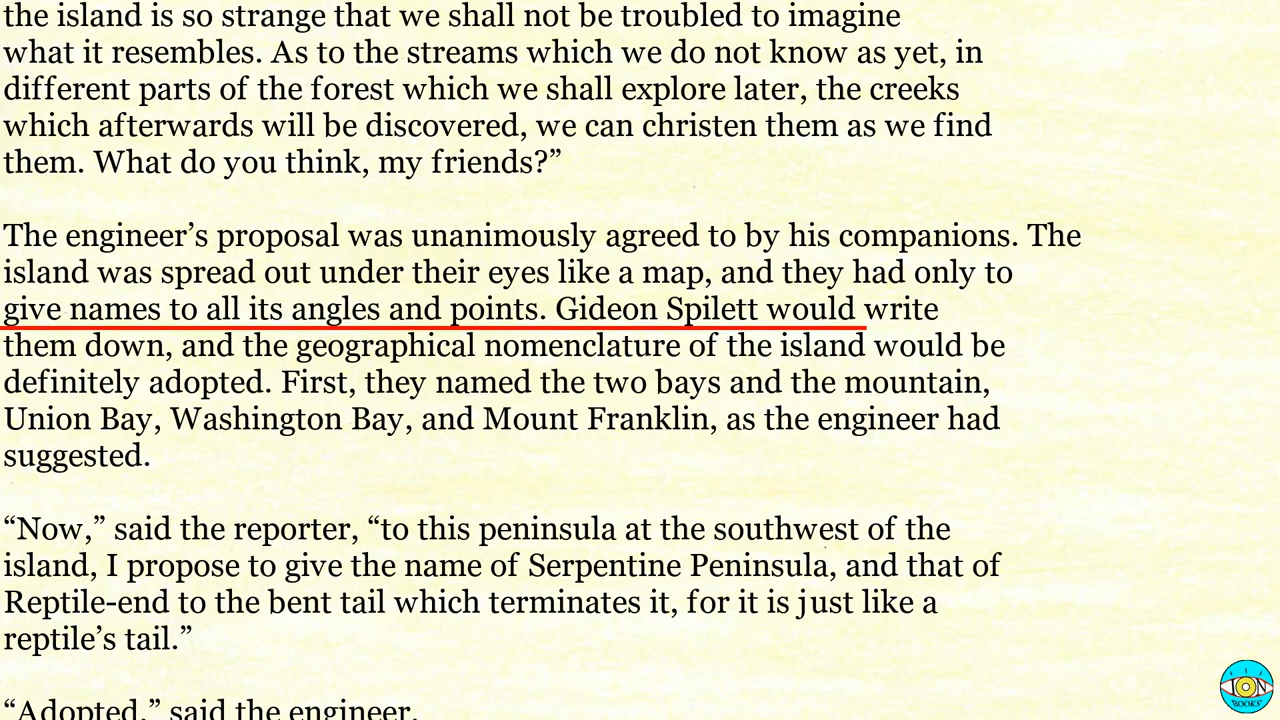 the island is so strange that we shall not be troubled to imagine
what it resembles. As to the streams which we do not know as yet, in
different parts of the forest which we shall explore later, the creeks
which afterwards will be discovered, we can christen them as we find
them. What do you think, my friends?”
The engineer’s proposal was unanimously agreed to by his companions. The
island was spread out under their eyes like a map, and they had only to
give names to all its angles and points. Gideon Spilett would write
them down, and the geographical nomenclature of the island would be
definitely adopted. First, they named the two bays and the mountain,
Union Bay, Washington Bay, and Mount Franklin, as the engineer had
suggested.
“Now,” said the reporter, “to this peninsula at the southwest of the
island, I propose to give the name of Serpentine Peninsula, and that of
Reptile-end to the bent tail which terminates it, for it is just like a
reptile’s tail.”
“Adopted,” said the engineer.
ION
BOOKS